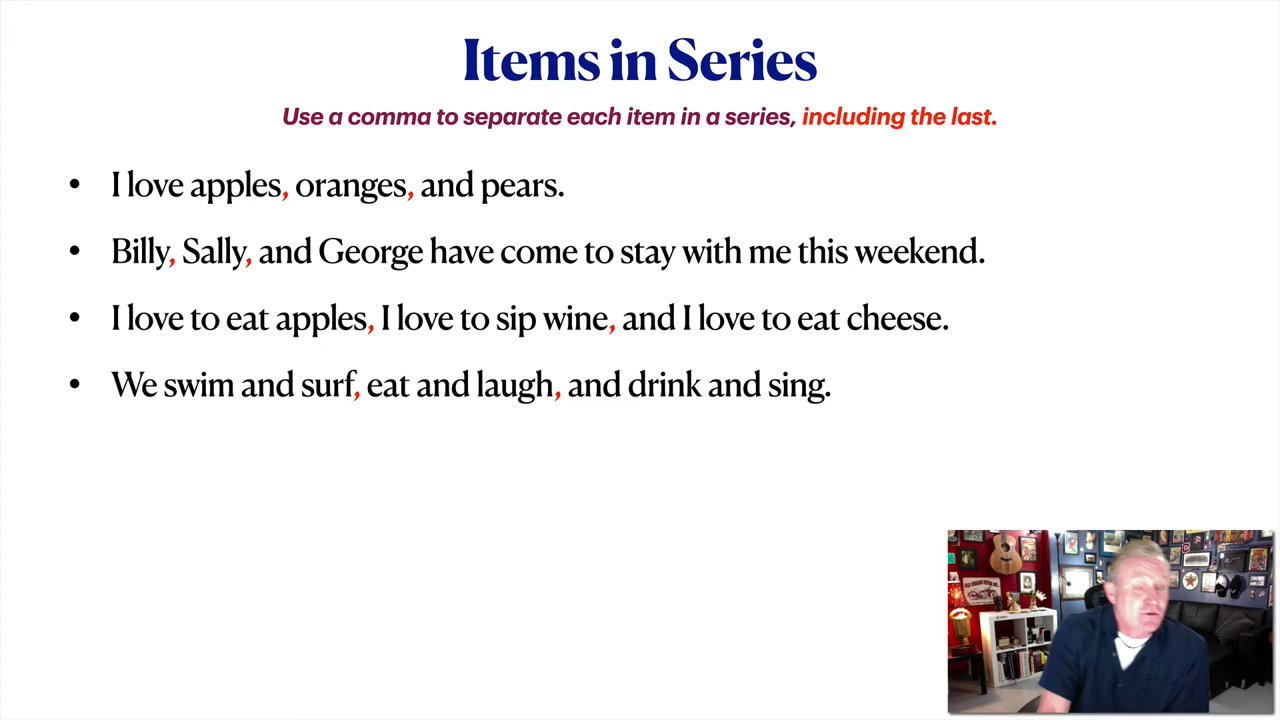 Items in Series
Use a comma to separate each item in a series, including the last.
• I love apples, oranges, and pears.
• Billy, Sally, and George have come to stay with me this weekend.
• I love to eat apples, I love to sip wine, and I love to eat cheese.
• We swim and surf, eat and laugh, and drink and sing.